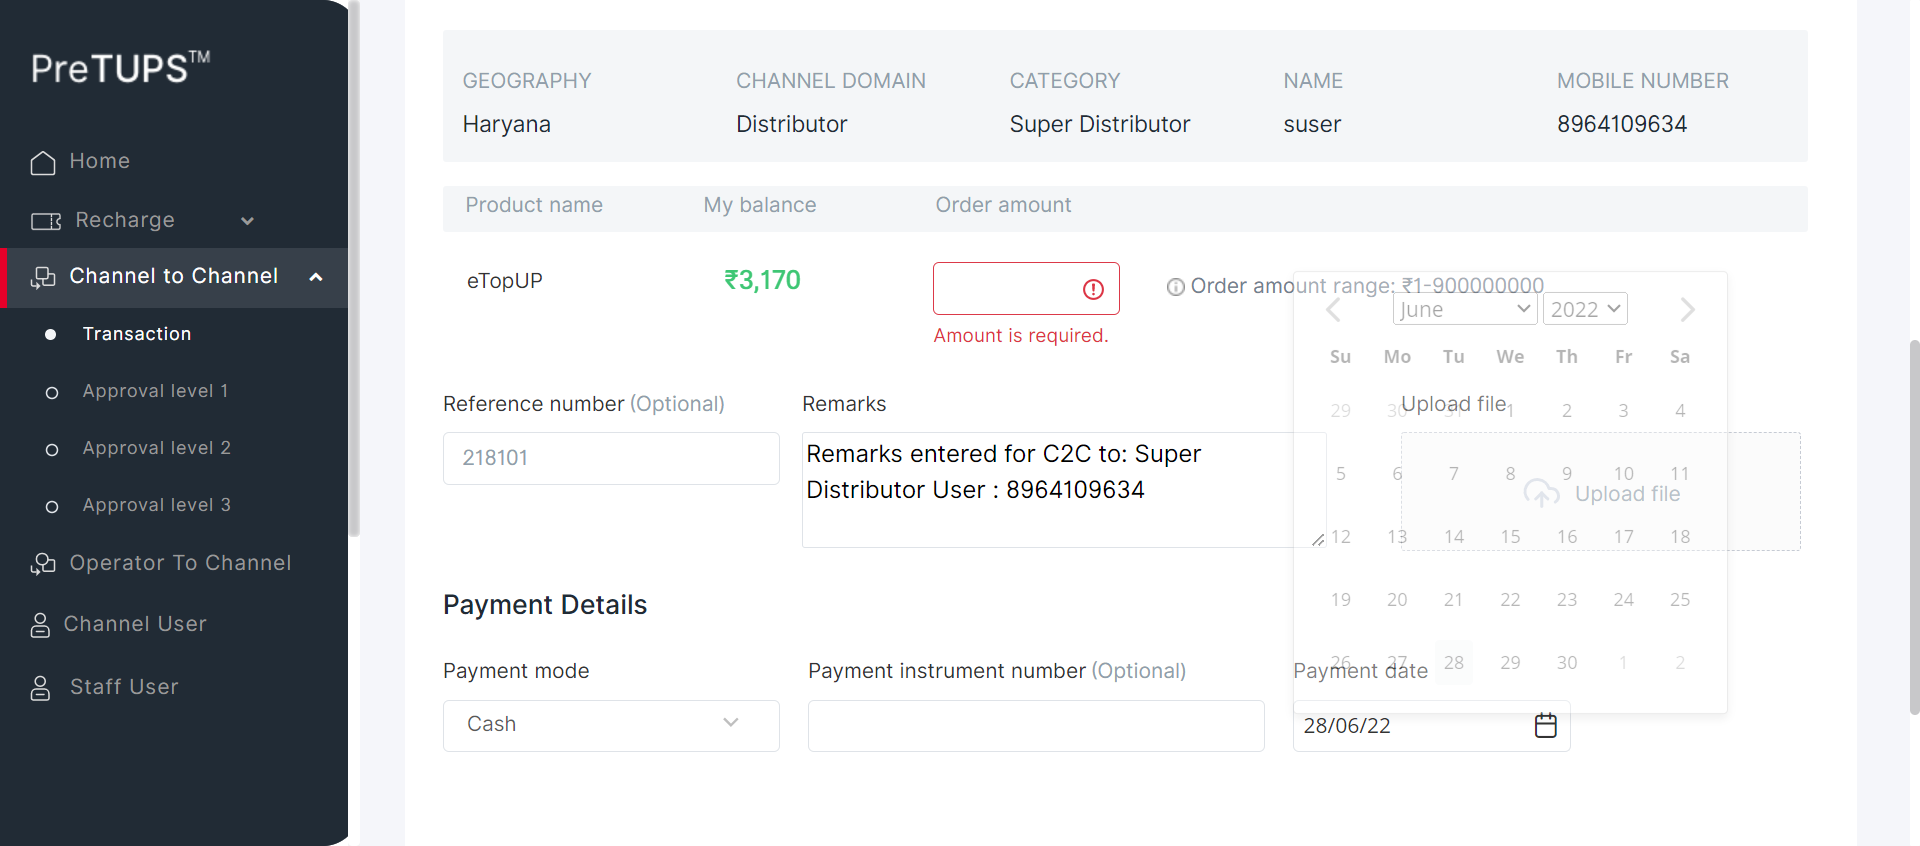 PreTUPS™
Home
Recharge
Channel to Channel
Transaction
Approval level 1
Approval level 2
Approval level 3
Operator To Channel
Channel User
Staff User
GEOGRAPHY CHANNEL DOMAIN CATEGORY NAME MOBILE NUMBER
Haryana Distributor Super Distributor suser 8964109634
Product name My balance Order amount
eTopUP ₹3,170
Order amount range: ₹1-900000000
Amount is required.
Reference number (Optional) Remarks Upload file
218101
Remarks entered for C2C to: Super
Distributor User : 8964109634
Upload file
Payment Details
Payment mode Payment instrument number (Optional) Payment date
Cash 28/06/22
June 2022
Su Mo Tu We Th Fr Sa
29 30 31 1 2 3 4
5 6 7 8 9 10 11
12 13 14 15 16 17 18
19 20 21 22 23 24 25
26 27 28 29 30 1 2